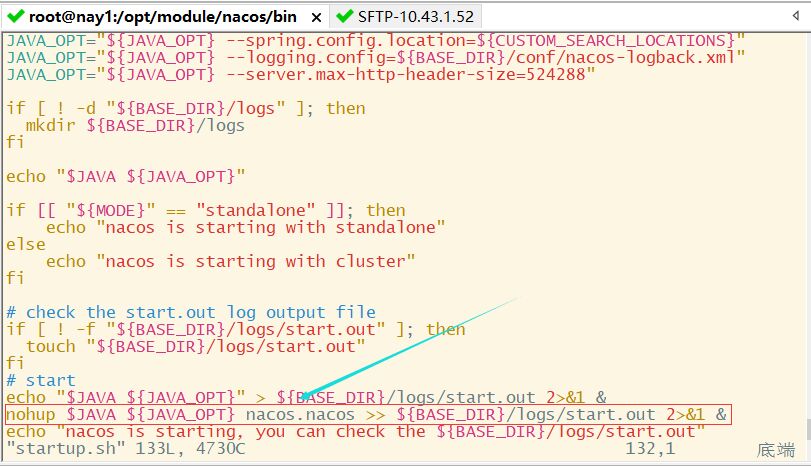 root@nay1:/opt/module/nacos/bin × SFTP-10.43.1.52
JAVA_OPT="${JAVA_OPT} --spring.config.location=${CUSTOM_SEARCH_LOCATIONS}"
JAVA_OPT="${JAVA_OPT} --logging.config=${BASE_DIR}/conf/nacos-logback.xml"
JAVA_OPT="${JAVA_OPT} --server.max-http-header-size=524288"
if [ ! -d "${BASE_DIR}/logs" ]; then
  mkdir ${BASE_DIR}/logs
fi
echo "$JAVA ${JAVA_OPT}"
if [[ "${MODE}" == "standalone" ]]; then
    echo "nacos is starting with standalone"
else
    echo "nacos is starting with cluster"
fi
# check the start.out log output file
if [ ! -f "${BASE_DIR}/logs/start.out" ]; then
  touch "${BASE_DIR}/logs/start.out"
fi
# start
echo "$JAVA ${JAVA_OPT}" > ${BASE_DIR}/logs/start.out 2>&1 &
nohup $JAVA ${JAVA_OPT} nacos.nacos >> ${BASE_DIR}/logs/start.out 2>&1 &
echo "nacos is starting, you can check the ${BASE_DIR}/logs/start.out"
"startup.sh" 133L, 4730C 132,1 底端